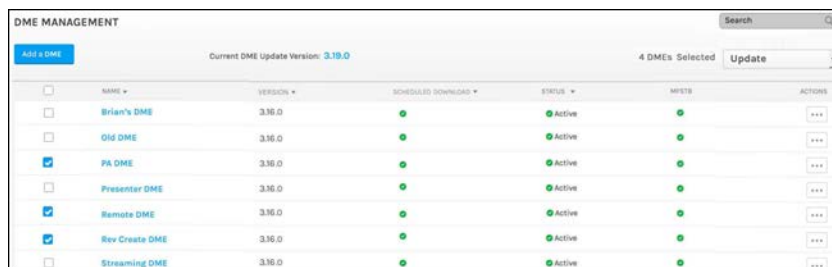 DME MANAGEMENT
Search
Add a DME
Current DME Update Version: 3.19.0
4 DMEs Selected
Update
NAME
VERSION
SCHEDULED DOWNLOAD
STATUS
MFSTB
ACTIONS
Brian's DME 3.16.0 Active
Old DME 3.16.0 Active
PA DME 3.16.0 Active
Presenter DME 3.16.0 Active
Remote DME 3.16.0 Active
Rev Create DME 3.16.0 Active
Streaming DME 3.16.0 Active